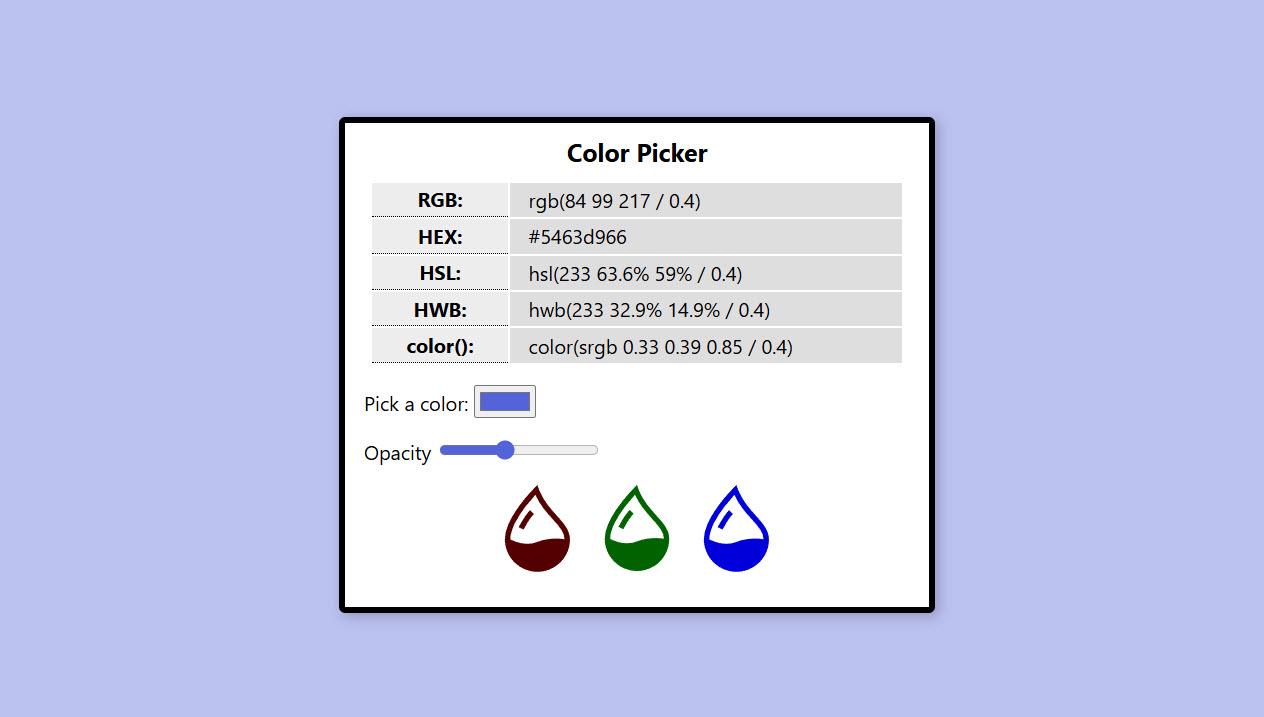 Color Picker
RGB: rgb(84 99 217 / 0.4)
HEX: #5463d966
HSL: hsl(233 63.6% 59% / 0.4)
HWB: hwb(233 32.9% 14.9% / 0.4)
color(): color(srgb 0.33 0.39 0.85 / 0.4)
Pick a color:
Opacity